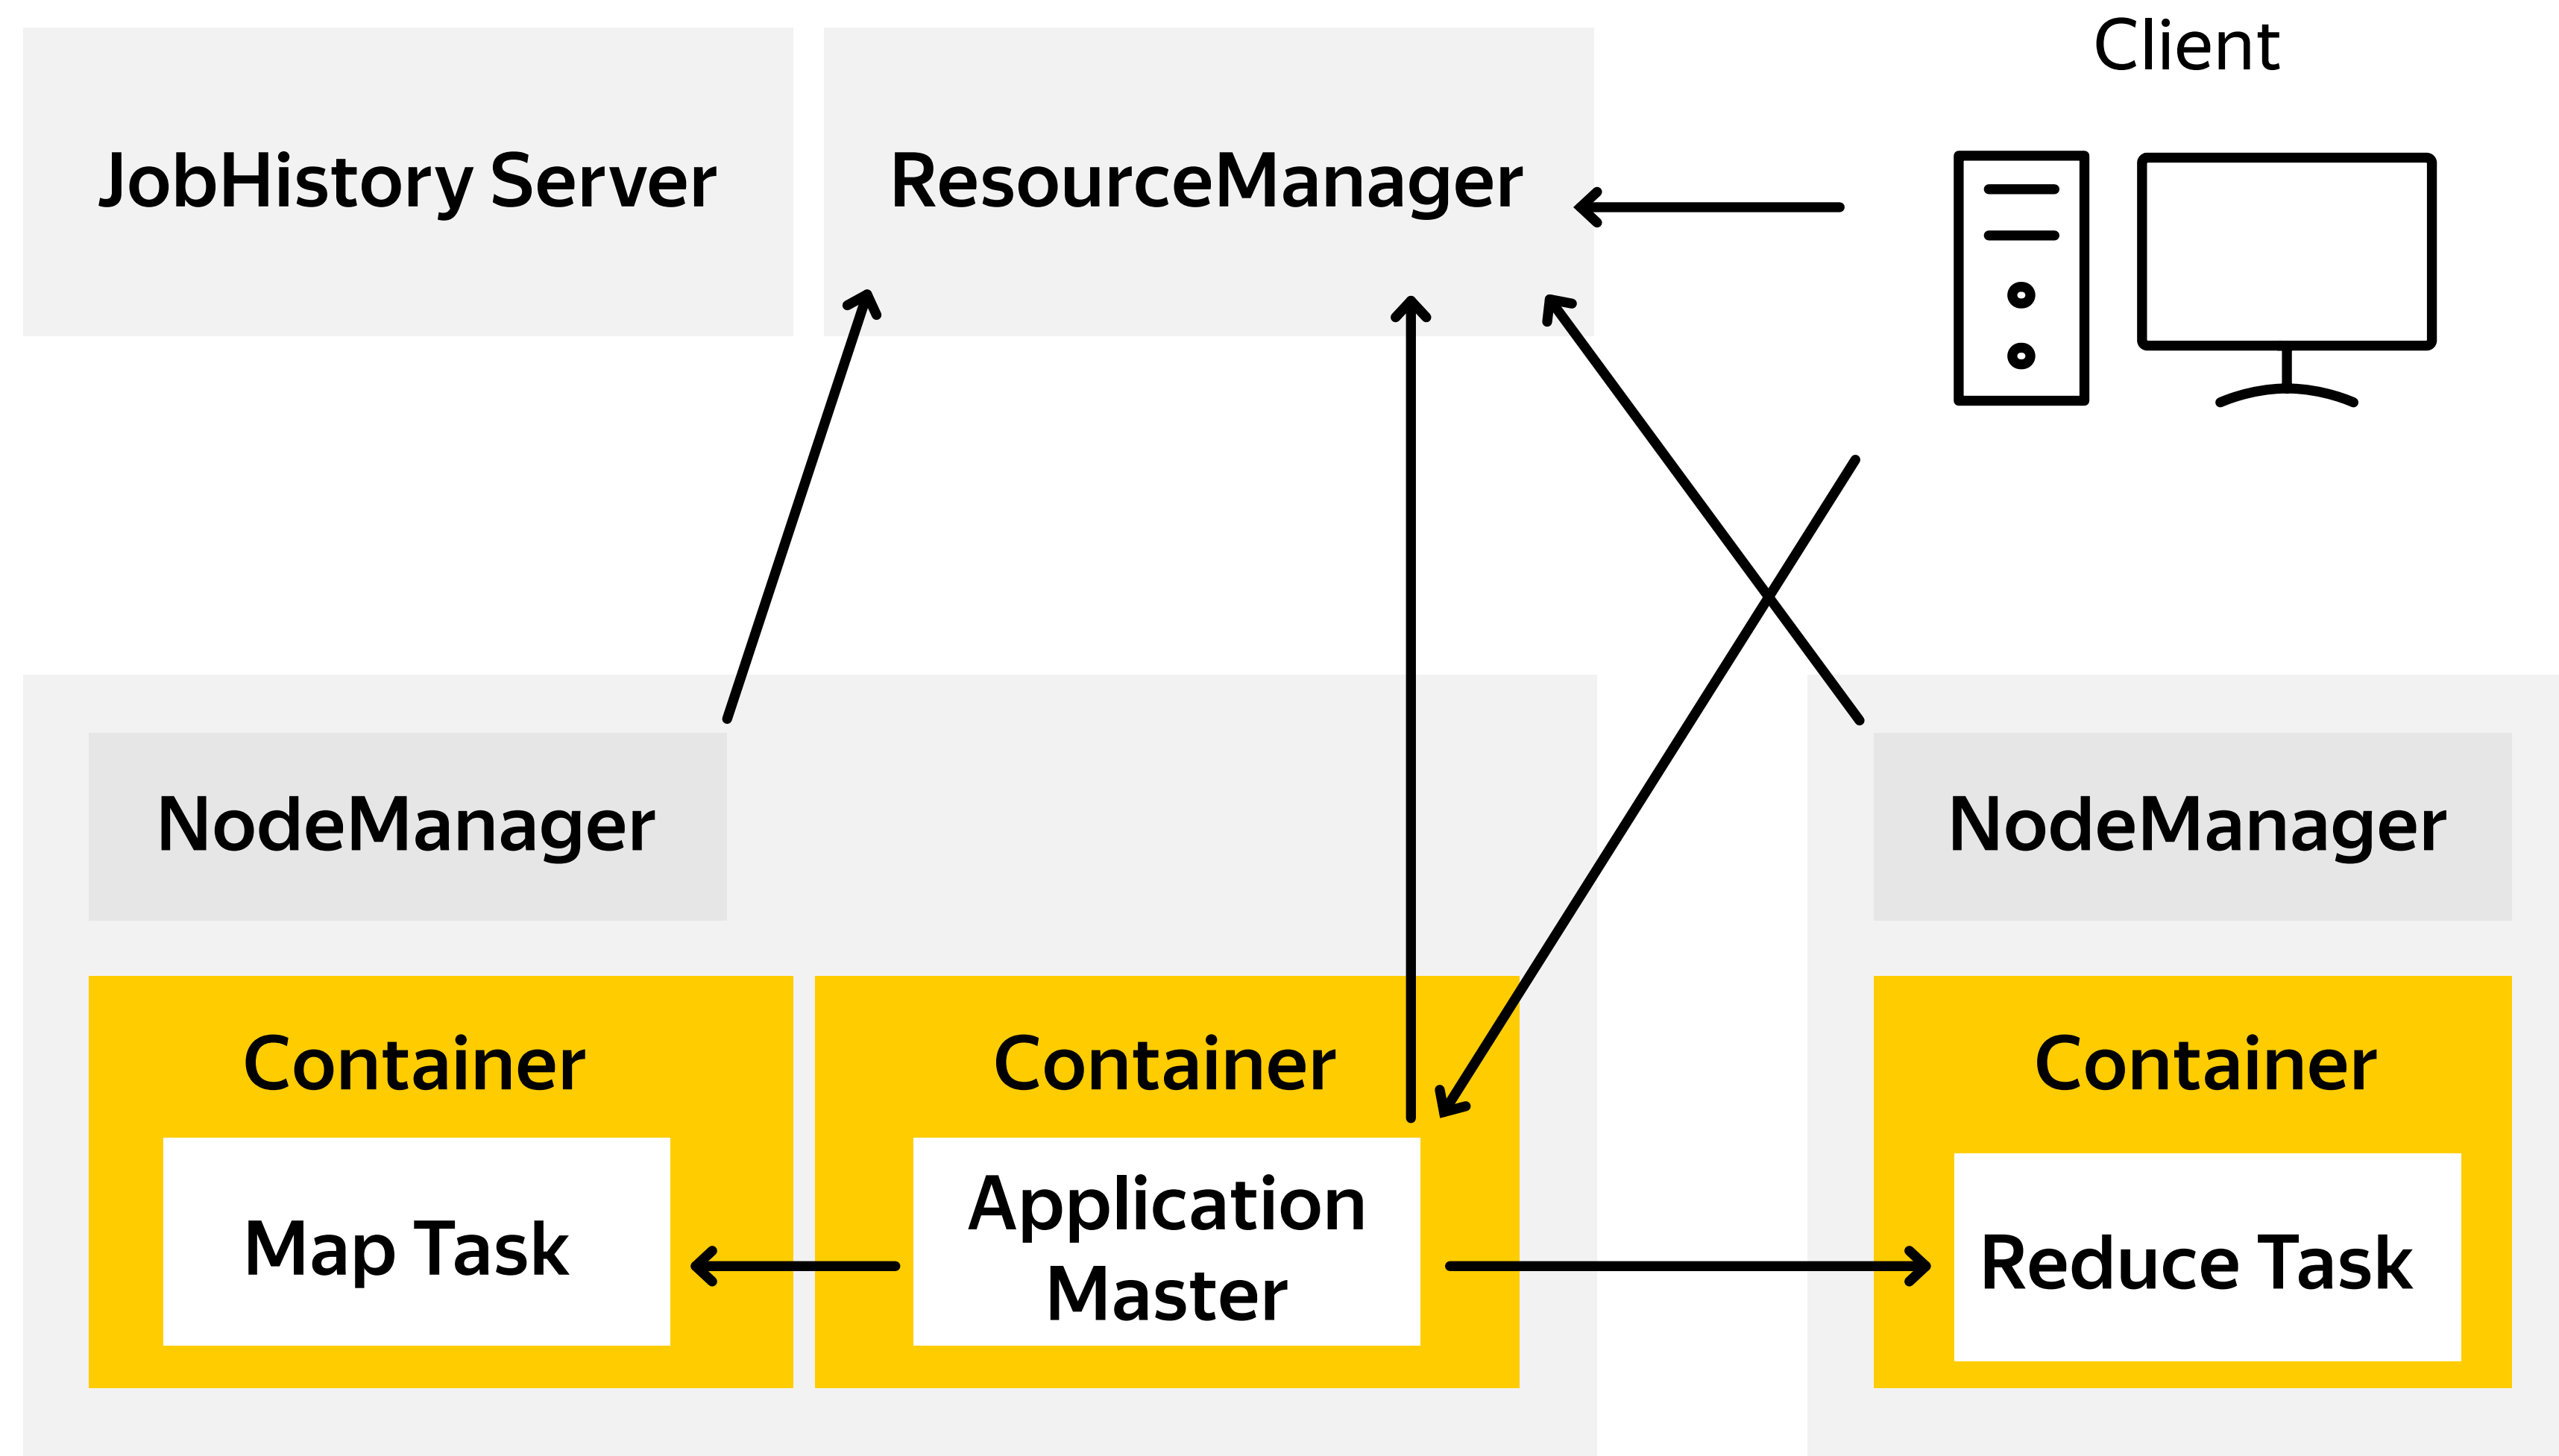 Client
JobHistory Server
ResourceManager
NodeManager
NodeManager
Container
Container
Container
Map Task
Application
Master
Reduce Task